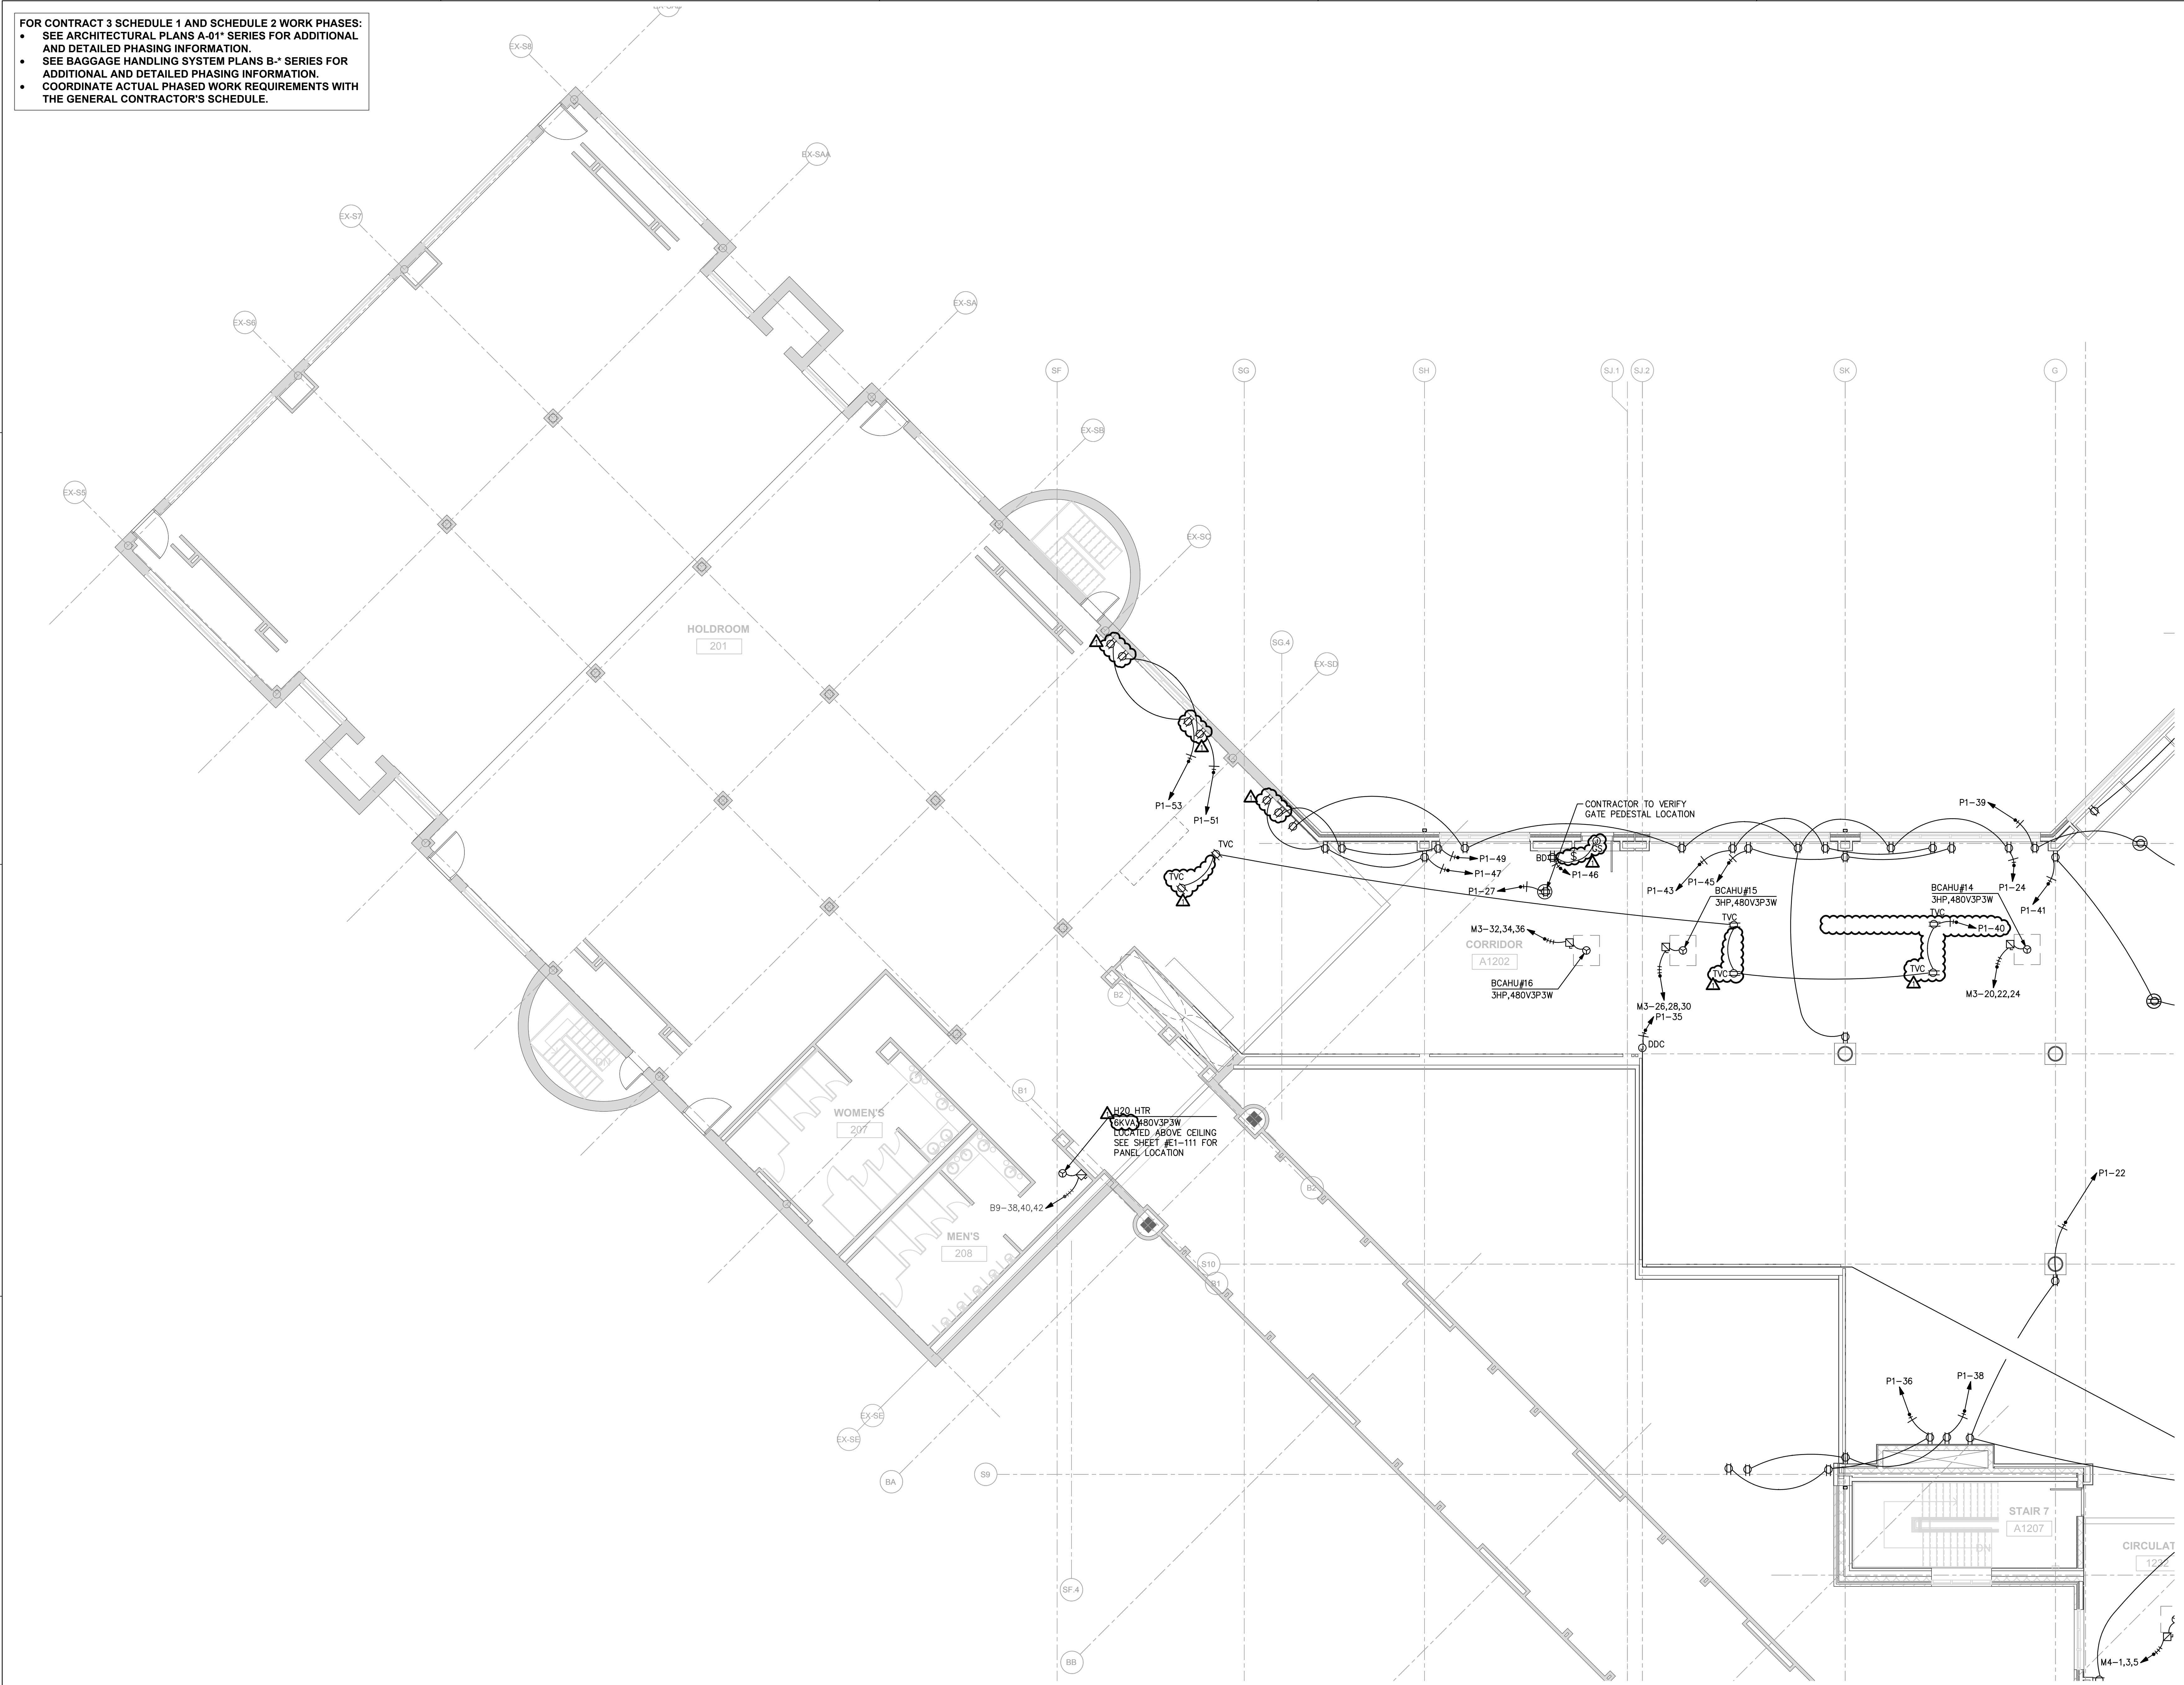 FOR CONTRACT 3 SCHEDULE 1 AND SCHEDULE 2 WORK PHASES:
• SEE ARCHITECTURAL PLANS A-01* SERIES FOR ADDITIONAL
AND DETAILED PHASING INFORMATION.
• SEE BAGGAGE HANDLING SYSTEM PLANS B-* SERIES FOR
ADDITIONAL AND DETAILED PHASING INFORMATION.
• COORDINATE ACTUAL PHASED WORK REQUIREMENTS WITH
THE GENERAL CONTRACTOR'S SCHEDULE.
EX-S8
EX-SAA
EX-S7
EX-SA
EX-S6
SF
SG
SH
SJ.1
SJ.2
SK
G
EX-SB
EX-S5
EX-SC
HOLDROOM
201
SG.4
EX-SD
P1-53
P1-51
CONTRACTOR TO VERIFY
GATE PEDESTAL LOCATION
P1-39
TVC
TVC
P1-49
P1-47
BD
S
GS
P1-46
P1-27
P1-43
P1-45
P1-24
P1-41
BCAHU#15
3HP,480V3P3W
BCAHU#14
3HP,480V3P3W
TVC
TVC
P1-40
TVC
TVC
M3-32,34,36
CORRIDOR
A1202
BCAHU#16
3HP,480V3P3W
M3-26,28,30
P1-35
DDC
M3-20,22,24
B2
DN
B1
WOMEN'S
207
H20 HTR
6KVA,480V3P3W
LOCATED ABOVE CEILING
SEE SHEET #E1-111 FOR
PANEL LOCATION
B9-38,40,42
MEN'S
208
B2
S10
B1
P1-22
P1-36
P1-38
EX-SE
EX-SE
BA
S9
STAIR 7
A1207
DN
CIRCULAT
1232
SF.4
BB
M4-1,3,5